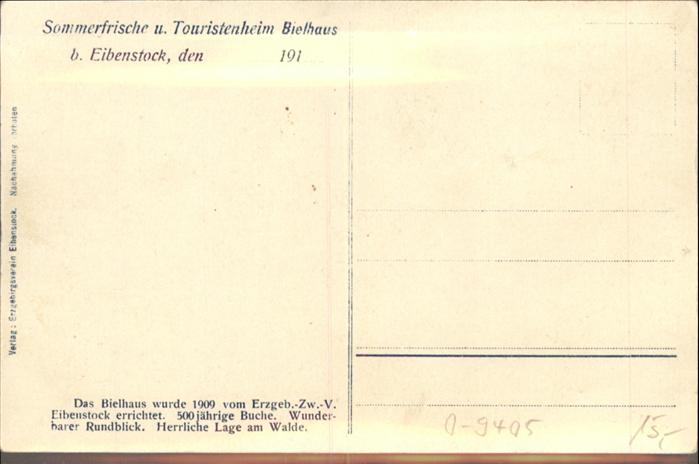 Sommerfrische u. Touristenheim Bielhaus
b. Eibenstock, den 191
Verlag: Erzgebirgsverein Eibenstock. Nachahmung
Das Bielhaus wurde 1909 vom Erzgeb.-Zw.-V.
Eibenstock errichtet. 500jährige Buche. Wunder-
barer Rundblick. Herrliche Lage am Walde.
0-9405
15,-